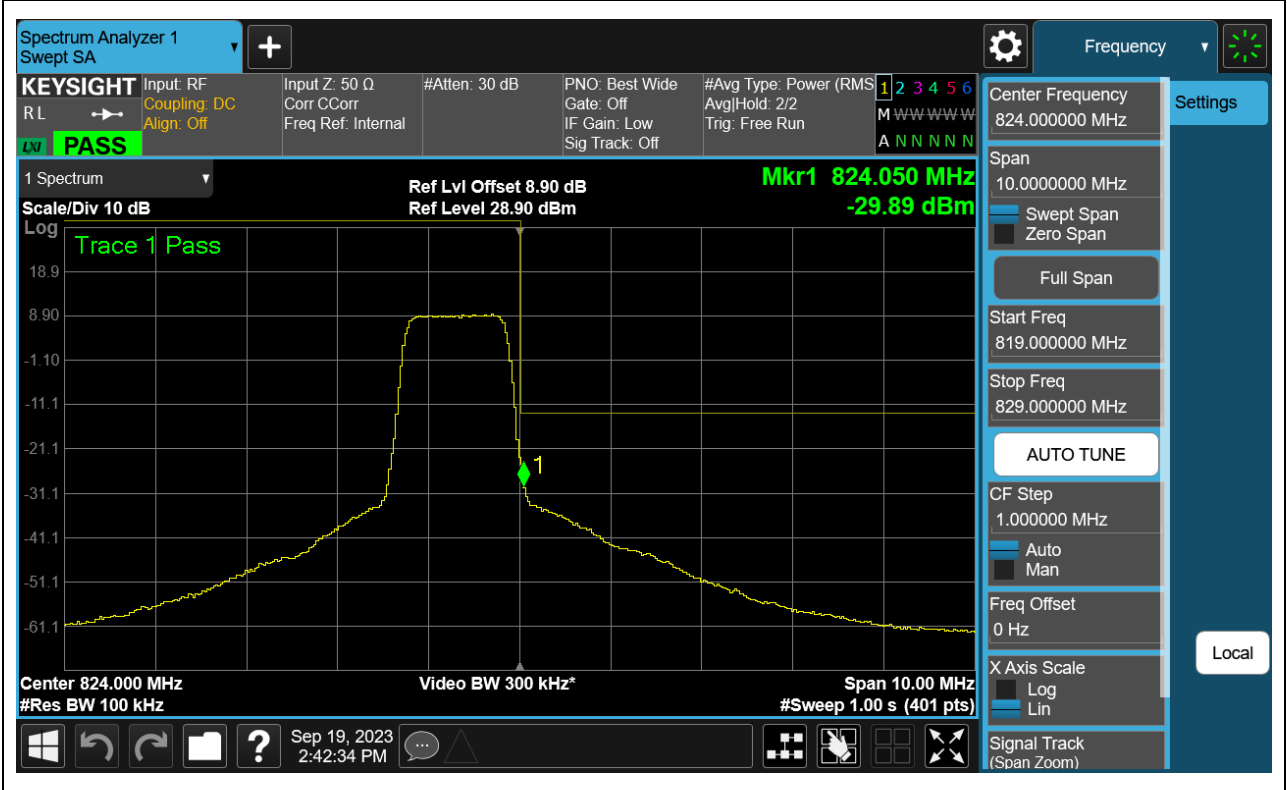 Spectrum Analyzer 1
Swept SA
Frequency
KEYSIGHT
R L
LXI
PASS
Input: RF
Coupling: DC
Align: Off
Input Z: 50 Ω
Corr CCorr
Freq Ref: Internal
#Atten: 30 dB
PNO: Best Wide
Gate: Off
IF Gain: Low
Sig Track: Off
#Avg Type: Power (RMS
Avg|Hold: 2/2
Trig: Free Run
1 2 3 4 5 6
M W W W W W W
A N N N N N
1 Spectrum
Scale/Div 10 dB
Ref Lvl Offset 8.90 dB
Ref Level 28.90 dBm
Mkr1 824.050 MHz
-29.89 dBm
Log
Trace 1 Pass
18.9
8.90
-1.10
-11.1
-21.1
-31.1
-41.1
-51.1
-61.1
1
Center 824.000 MHz
#Res BW 100 kHz
Video BW 300 kHz*
Span 10.00 MHz
#Sweep 1.00 s (401 pts)
Center Frequency
824.000000 MHz
Span
10.0000000 MHz
Swept Span
Zero Span
Full Span
Start Freq
819.000000 MHz
Stop Freq
829.000000 MHz
AUTO TUNE
CF Step
1.000000 MHz
Auto
Man
Freq Offset
0 Hz
X Axis Scale
Log
Lin
Signal Track
(Span Zoom)
Settings
Local
?
Sep 19, 2023
2:42:34 PM